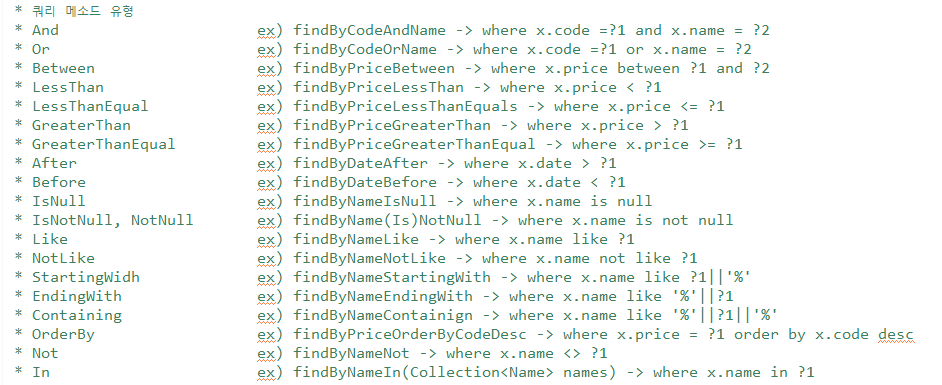 * 쿼리 메소드 유형
* And ex) findByCodeAndName -> where x.code =?1 and x.name = ?2
* Or ex) findByCodeOrName -> where x.code =?1 or x.name = ?2
* Between ex) findByPriceBetween -> where x.price between ?1 and ?2
* LessThan ex) findByPriceLessThan -> where x.price < ?1
* LessThanEqual ex) findByPriceLessThanEquals -> where x.price <= ?1
* GreaterThan ex) findByPriceGreaterThan -> where x.price > ?1
* GreaterThanEqual ex) findByPriceGreaterThanEqual -> where x.price >= ?1
* After ex) findByDateAfter -> where x.date > ?1
* Before ex) findByDateBefore -> where x.date < ?1
* IsNull ex) findByNameIsNull -> where x.name is null
* IsNotNull, NotNull ex) findByName(Is)NotNull -> where x.name is not null
* Like ex) findByNameLike -> where x.name like ?1
* NotLike ex) findByNameNotLike -> where x.name not like ?1
* StartingWidh ex) findByNameStartingWith -> where x.name like ?1||'%'
* EndingWith ex) findByNameEndingWith -> where x.name like '%'||?1
* Containing ex) findByNameContainign -> where x.name like '%'||?1||'%'
* OrderBy ex) findByPriceOrderByCodeDesc -> where x.price = ?1 order by x.code desc
* Not ex) findByNameNot -> where x.name <> ?1
* In ex) findByNameIn(Collection<Name> names) -> where x.name in ?1